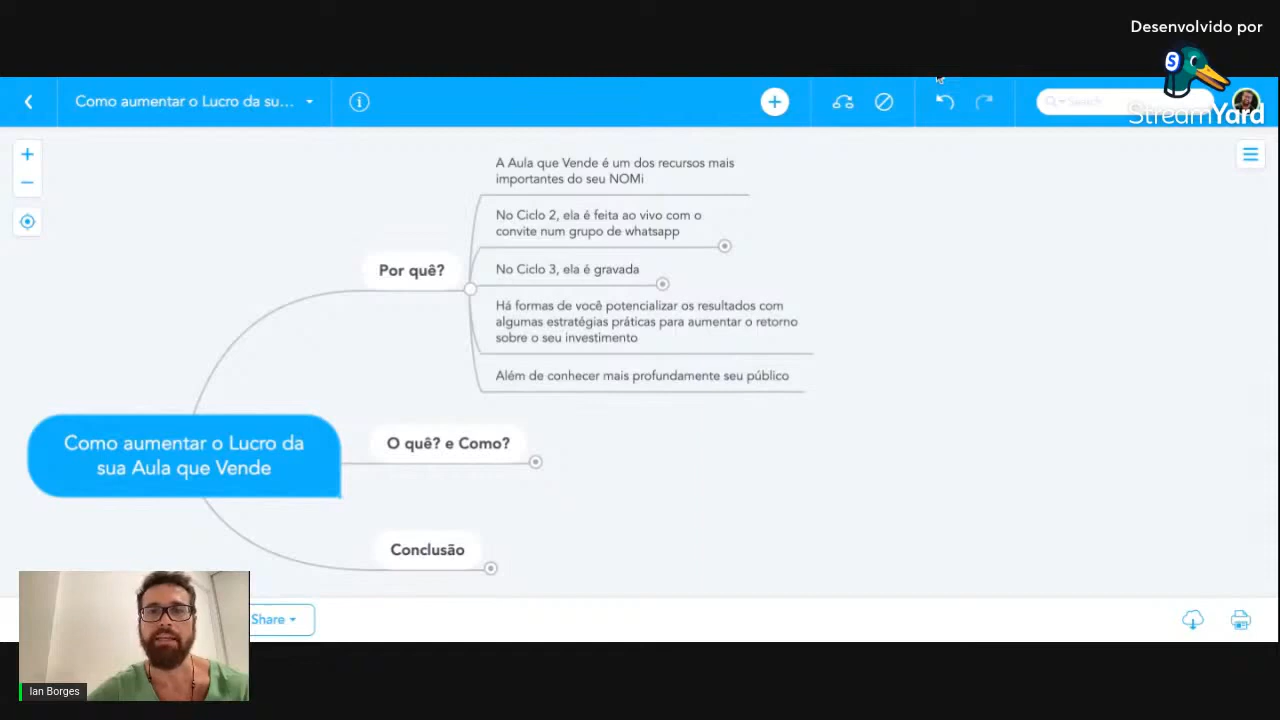 Desenvolvido por
S
StreamYard
Como aumentar o Lucro da su...
Search
A Aula que Vende é um dos recursos mais
importantes do seu NOMi
No Ciclo 2, ela é feita ao vivo com o
convite num grupo de whatsapp
Por quê?
No Ciclo 3, ela é gravada
Há formas de você potencializar os resultados com
algumas estratégias práticas para aumentar o retorno
sobre o seu investimento
Além de conhecer mais profundamente seu público
Como aumentar o Lucro da
sua Aula que Vende
O quê? e Como?
Conclusão
Share
Ian Borges